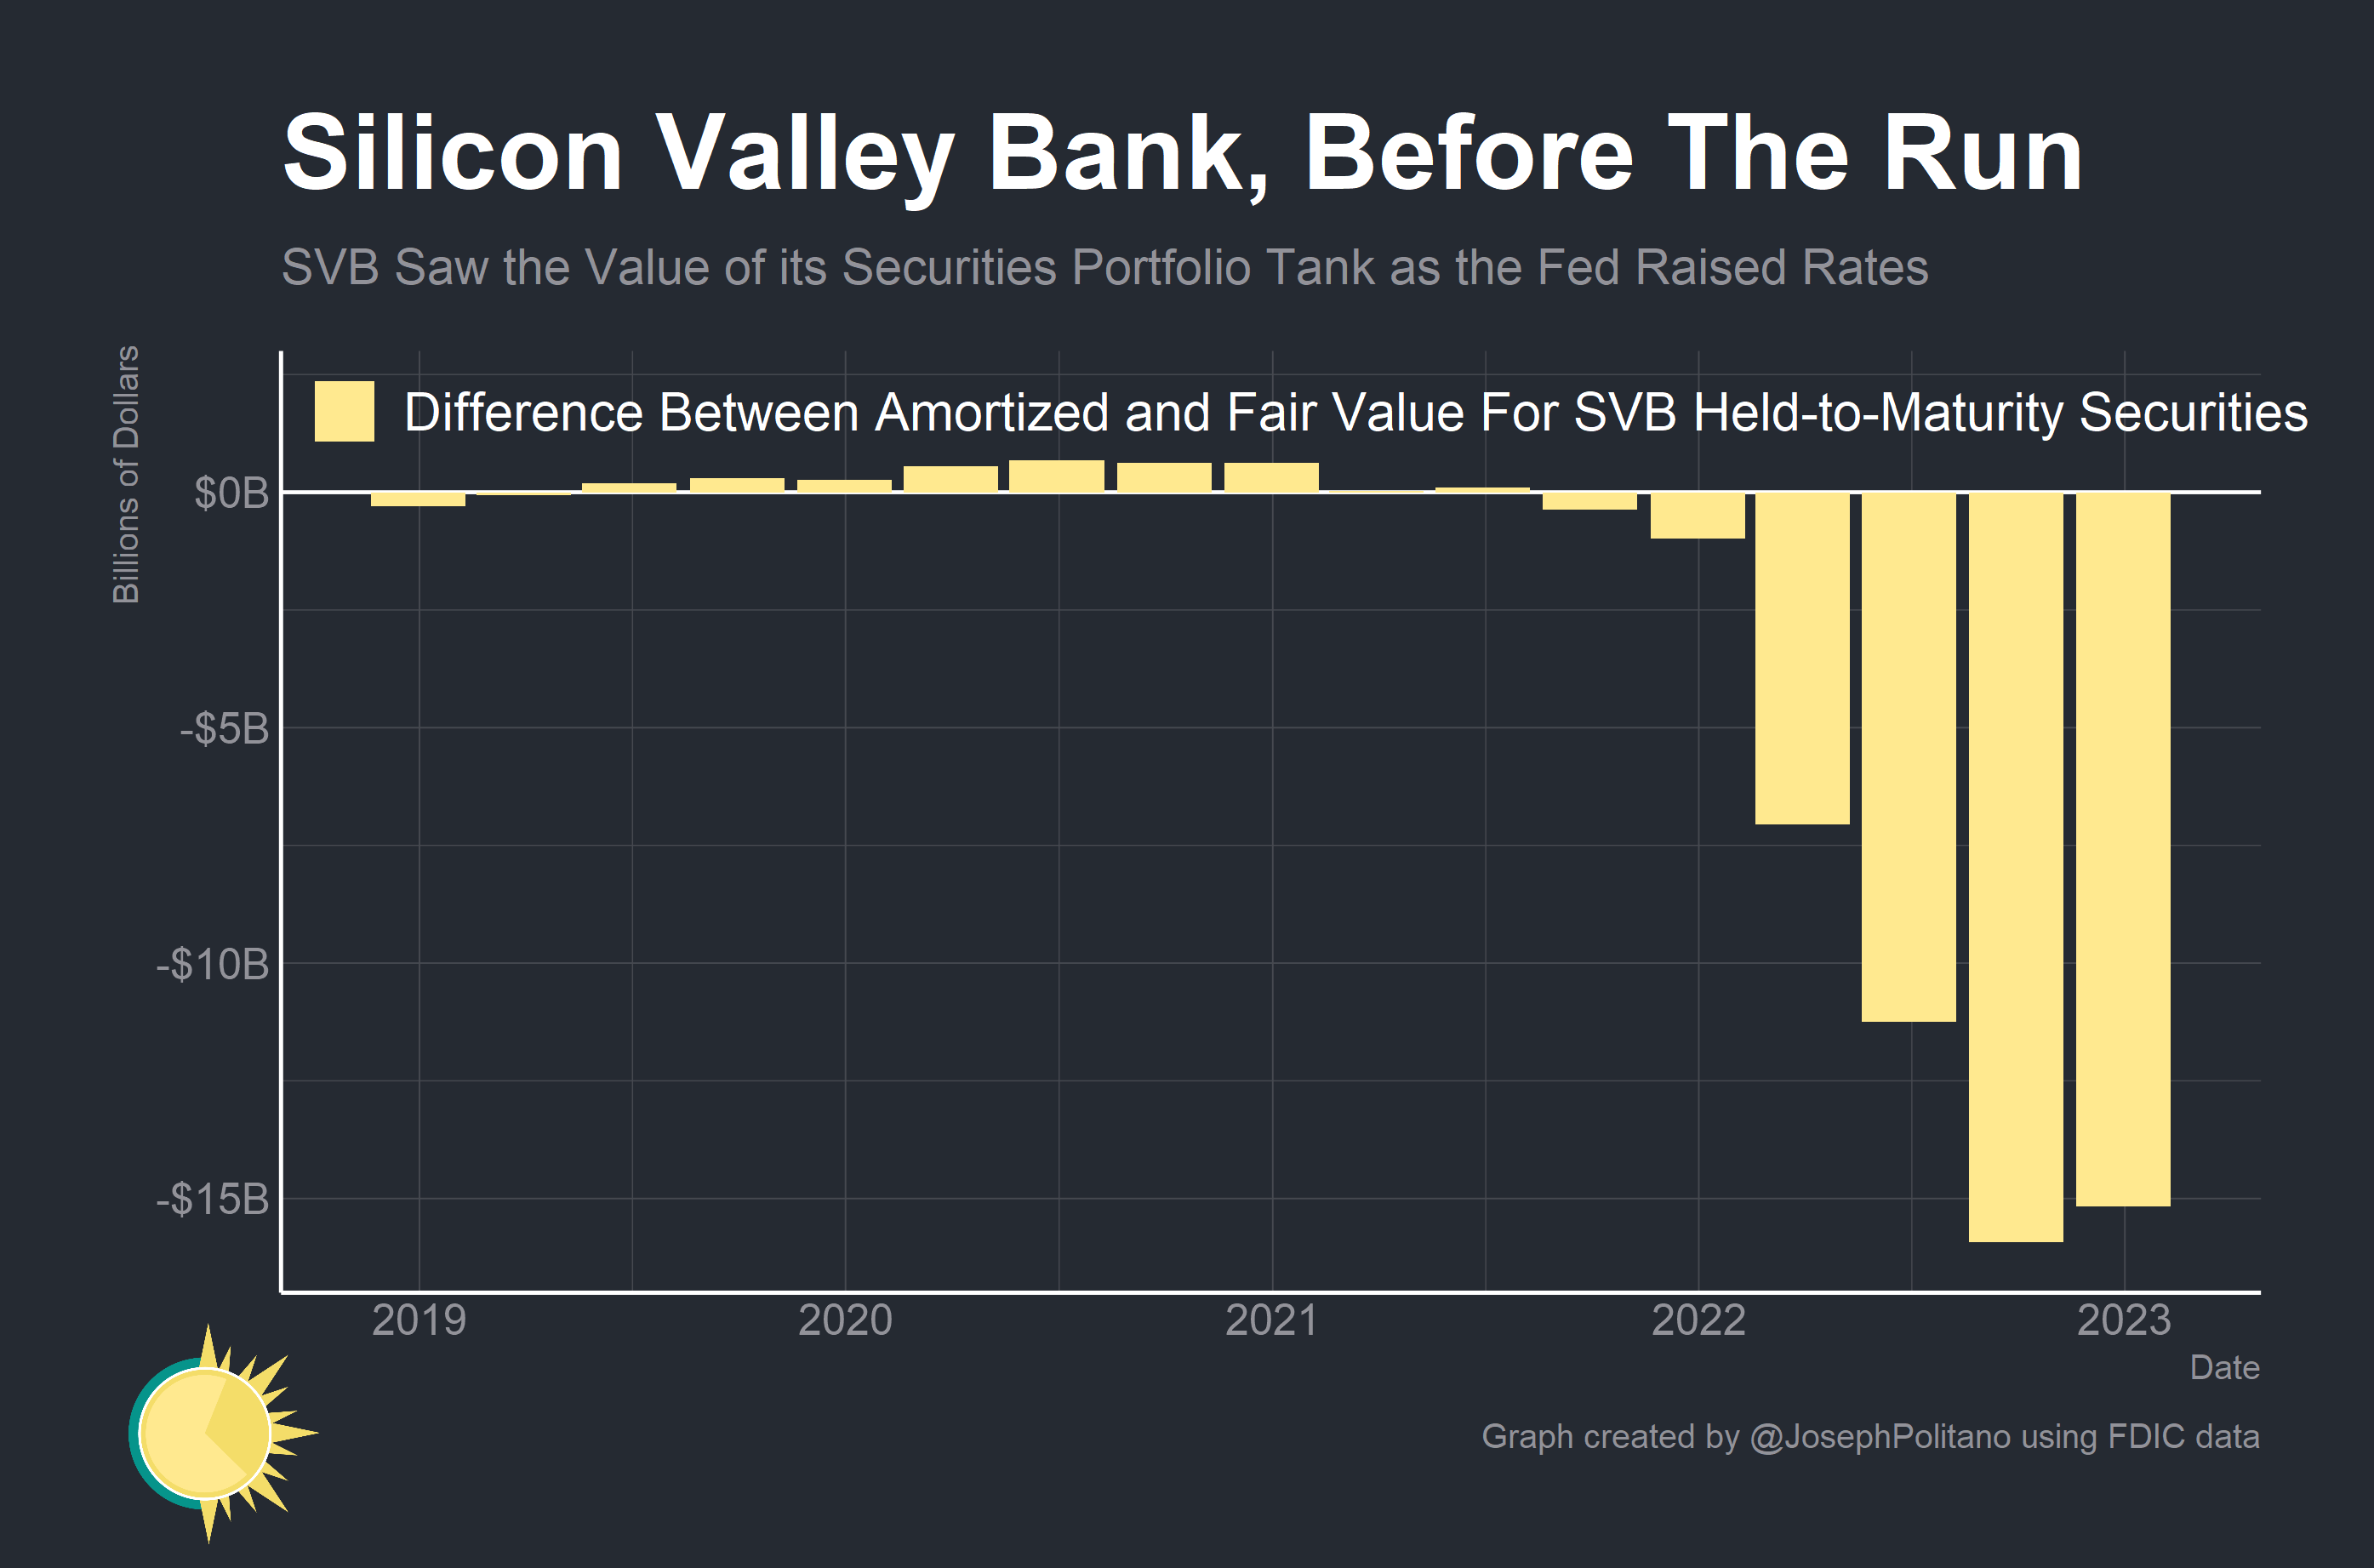 Silicon Valley Bank, Before The Run
SVB Saw the Value of its Securities Portfolio Tank as the Fed Raised Rates
Billions of Dollars
Difference Between Amortized and Fair Value For SVB Held-to-Maturity Securities
$0B
-$5B
-$10B
-$15B
2019 2020 2021 2022 2023
Date
Graph created by @JosephPolitano using FDIC data